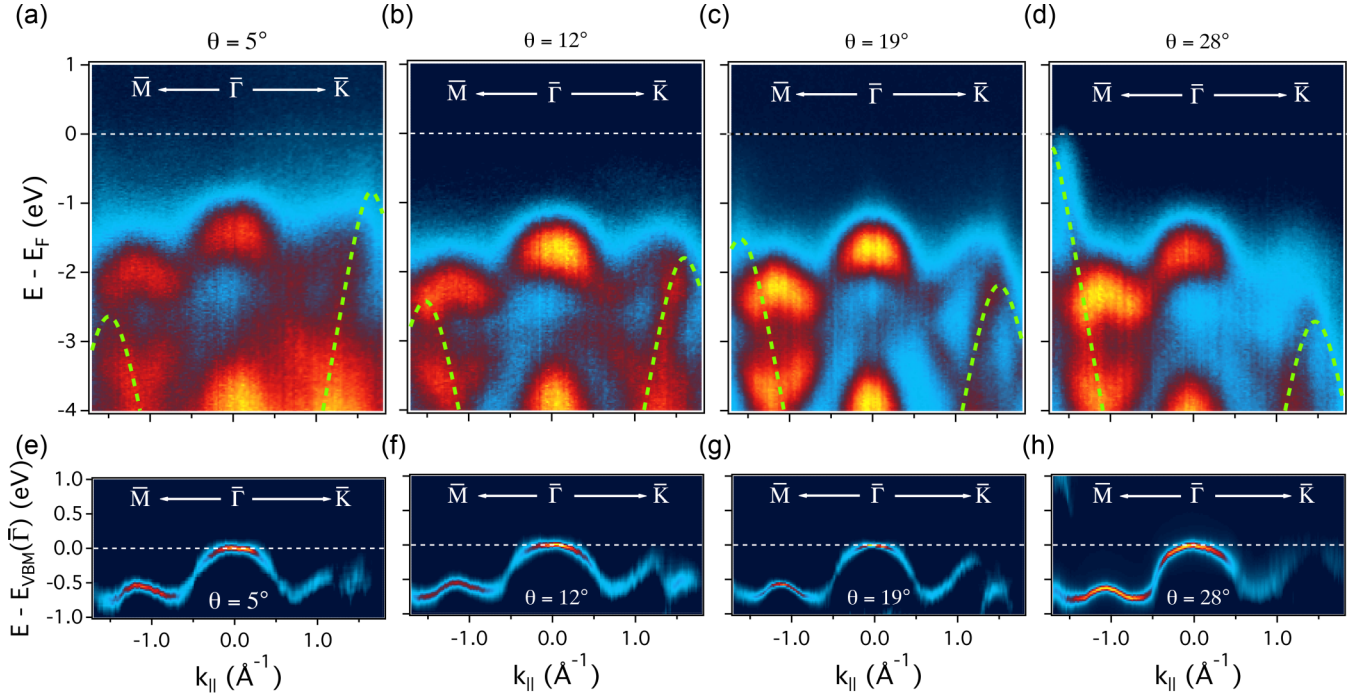 (a) (b) (c) (d)
θ = 5° θ = 12° θ = 19° θ = 28°
M̅ Γ̅ K̅ M̅ Γ̅ K̅ M̅ Γ̅ K̅ M̅ Γ̅ K̅
E - E_F (eV)
1
0
-1
-2
-3
-4
(e) (f) (g) (h)
M̅ Γ̅ K̅ M̅ Γ̅ K̅ M̅ Γ̅ K̅ M̅ Γ̅ K̅
E - E_VBM(Γ̅) (eV)
1.0
0.5
0.0
-0.5
-1.0
θ = 5° θ = 12° θ = 19° θ = 28°
-1.0 0.0 1.0 -1.0 0.0 1.0 -1.0 0.0 1.0 -1.0 0.0 1.0
k_|| (Å⁻¹) k_|| (Å⁻¹) k_|| (Å⁻¹) k_|| (Å⁻¹)